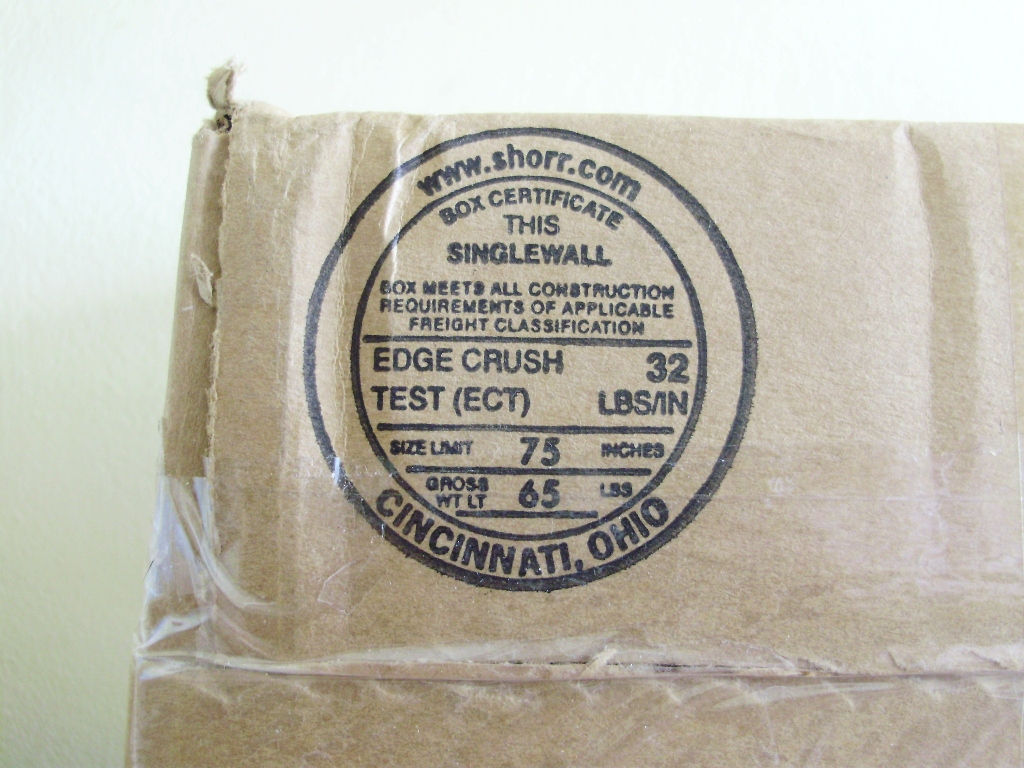 www.shorr.com
BOX CERTIFICATE
THIS
SINGLEWALL
BOX MEETS ALL CONSTRUCTION
REQUIREMENTS OF APPLICABLE
FREIGHT CLASSIFICATION
EDGE CRUSH 32
TEST (ECT) LBS/IN
SIZE LIMIT 75 INCHES
GROSS
WT LT 65 LBS
CINCINNATI, OHIO